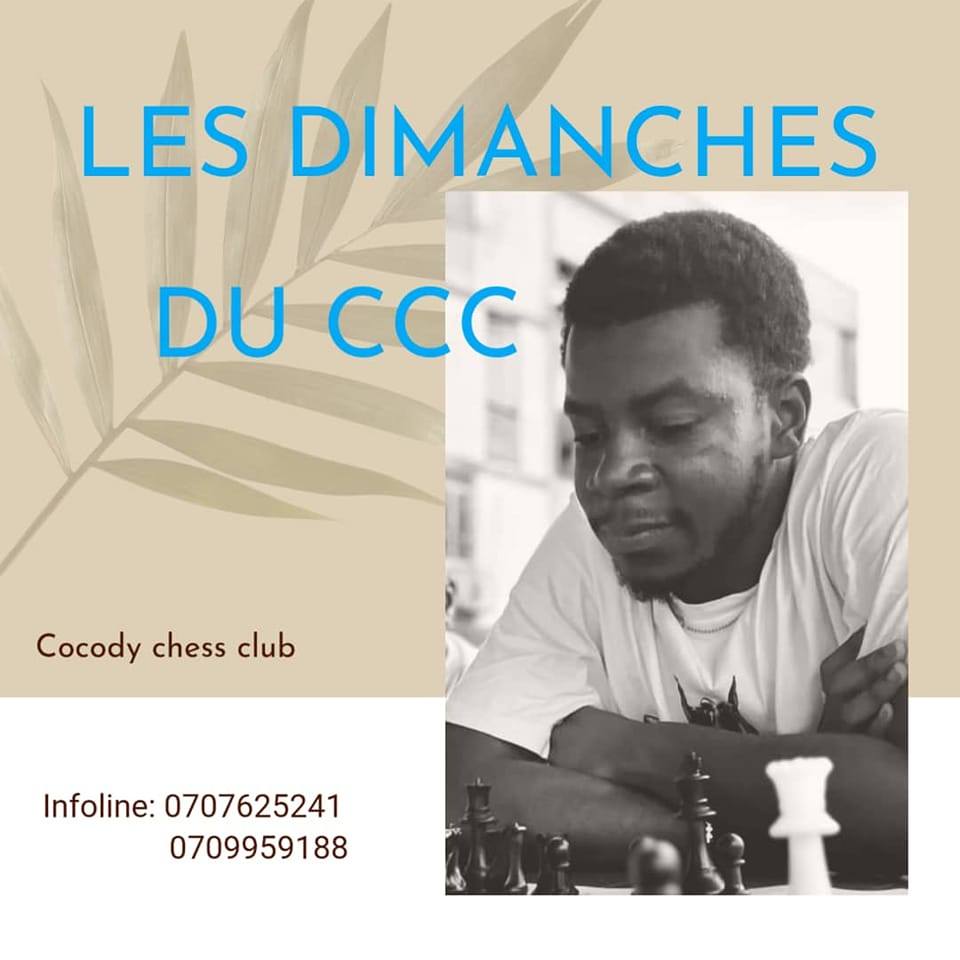 LES DIMANCHES
DU CCC
Cocody chess club
Infoline: 0707625241
0709959188